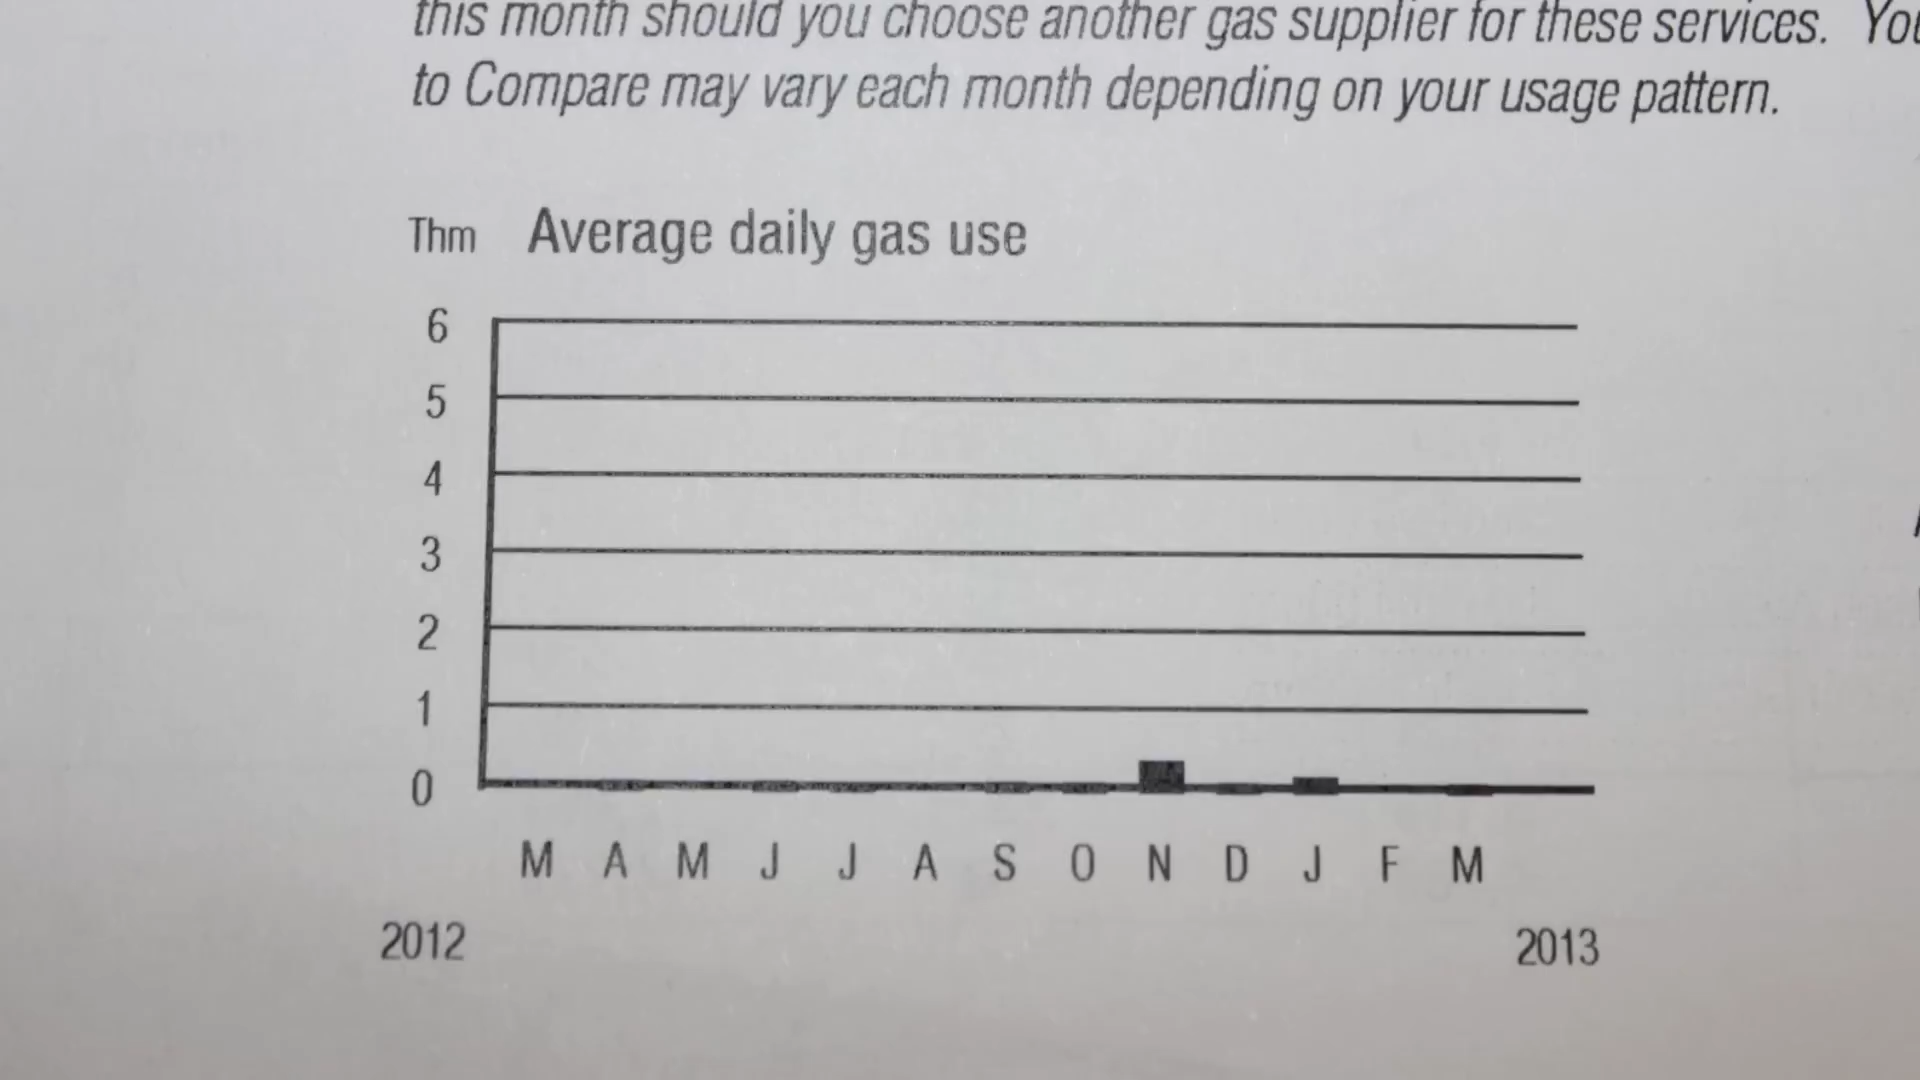 this month should you choose another gas supplier for these services. You
to Compare may vary each month depending on your usage pattern.
Thm Average daily gas use
6
5
4
3
2
1
0
M A M J J A S O N D J F M
2012 2013